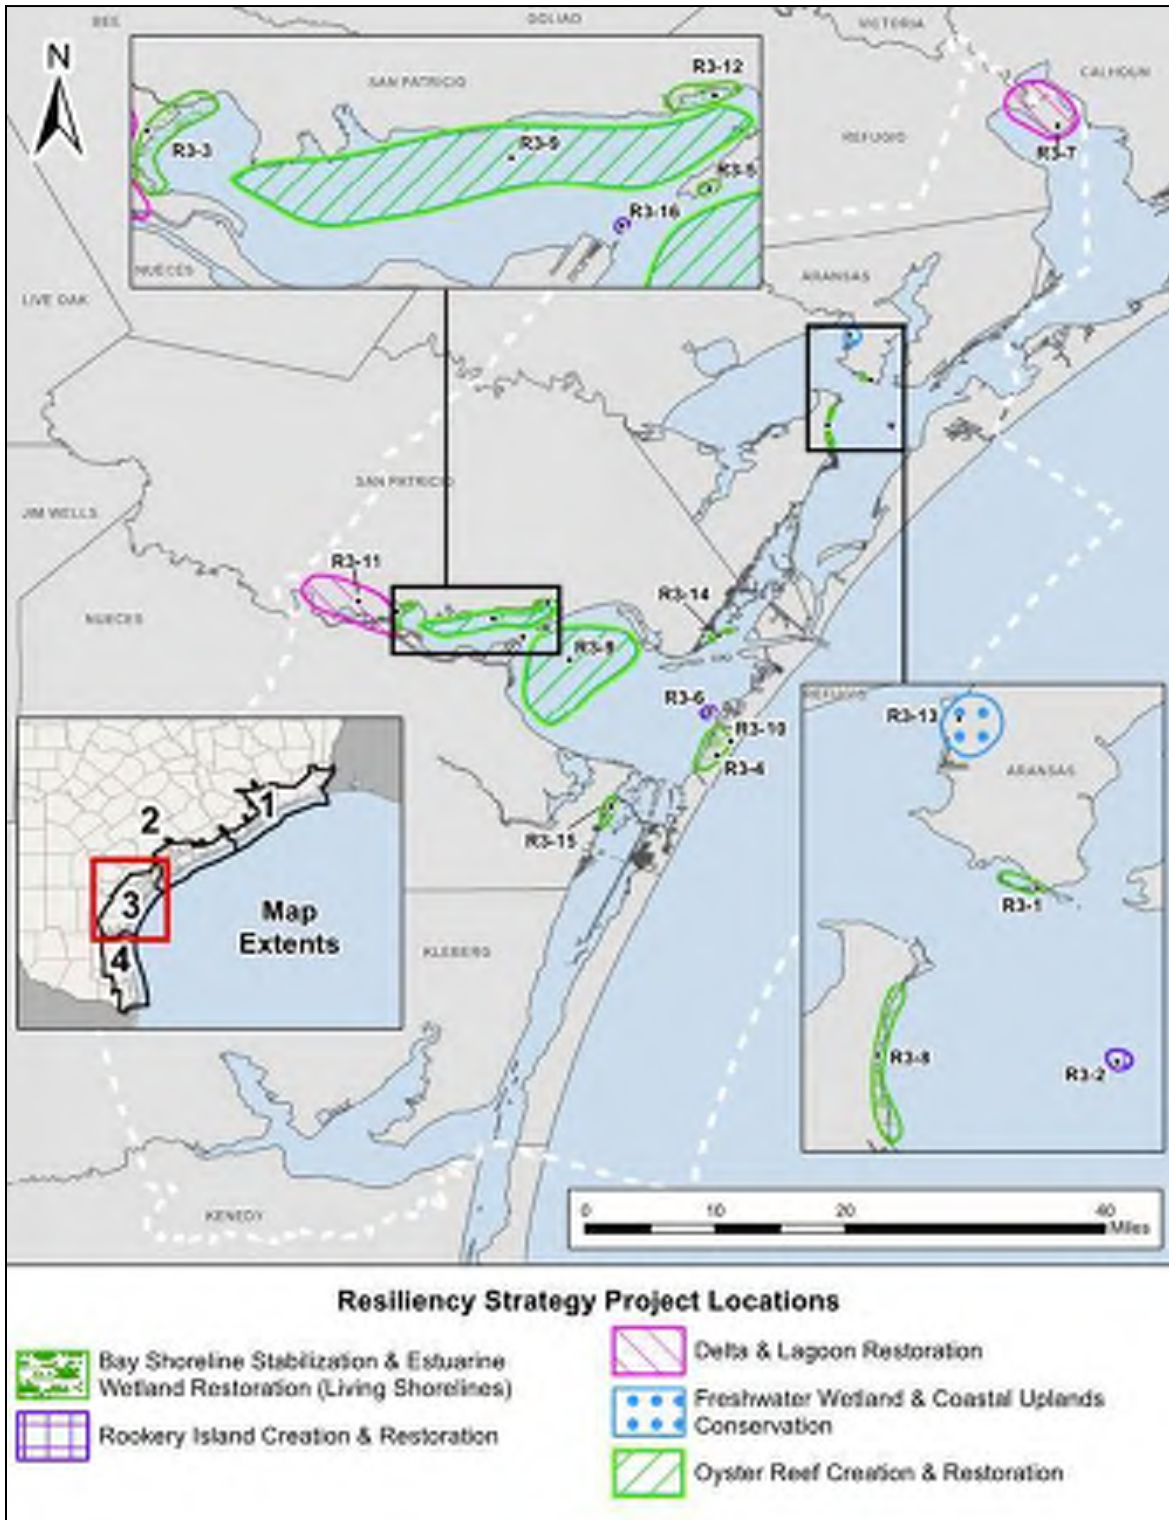 BEE
GOLIAD
VICTORIA
CALHOUN
N
SAN PATRICIO
R3-12
R3-3
R3-9
R3-5
R3-16
NUECES
REFUGIO
R3-7
ARANSAS
LIVE OAK
SAN PATRICIO
JIM WELLS
R3-11
NUECES
R3-14
R3-9
R3-6
R3-10
R3-4
R3-15
REFUGIO
R3-13
ARANSAS
R3-1
R3-8
R3-2
1
2
3
4
Map
Extents
KLEBERG
KENEDY
0 10 20 40
Miles
Resiliency Strategy Project Locations
Bay Shoreline Stabilization & Estuarine
Wetland Restoration (Living Shorelines)
Rookery Island Creation & Restoration
Delta & Lagoon Restoration
Freshwater Wetland & Coastal Uplands
Conservation
Oyster Reef Creation & Restoration